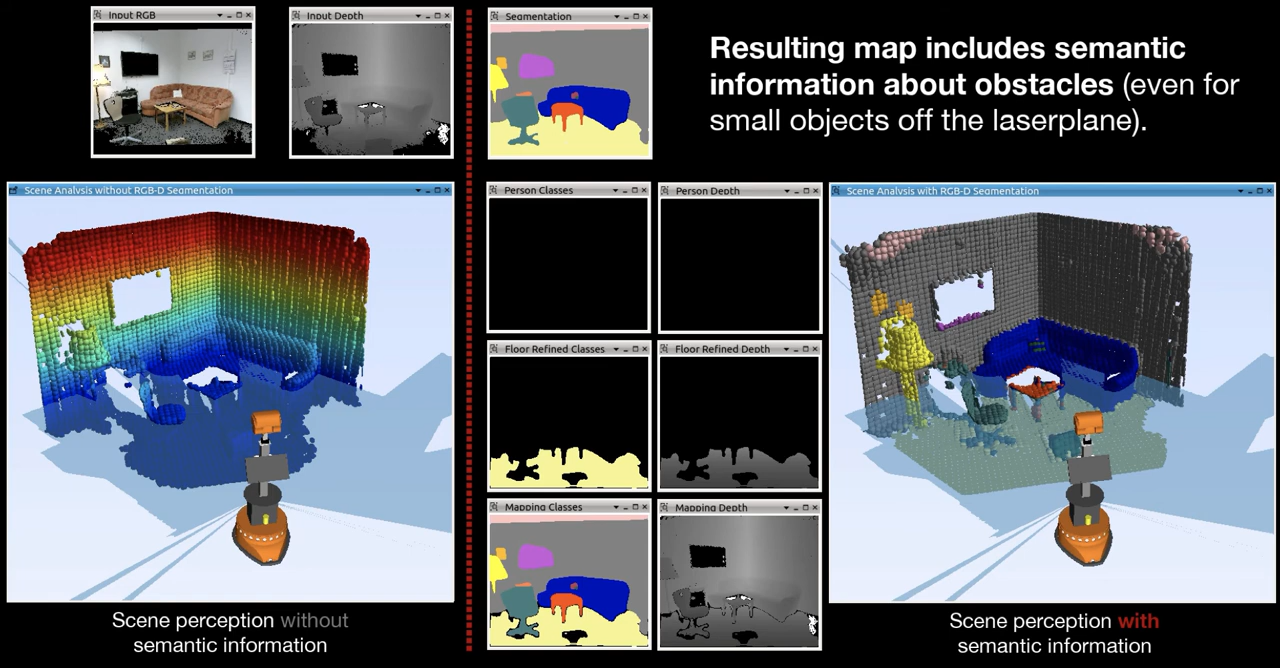 Input RGB
Input Depth
Segmentation
Resulting map includes semantic
information about obstacles (even for
small objects off the laserplane).
Scene Analysis without RGB-D Segmentation
Person Classes
Person Depth
Scene Analysis with RGB-D Segmentation
Floor Refined Classes
Floor Refined Depth
Mapping Classes
Mapping Depth
Scene perception without
semantic information
Scene perception with
semantic information